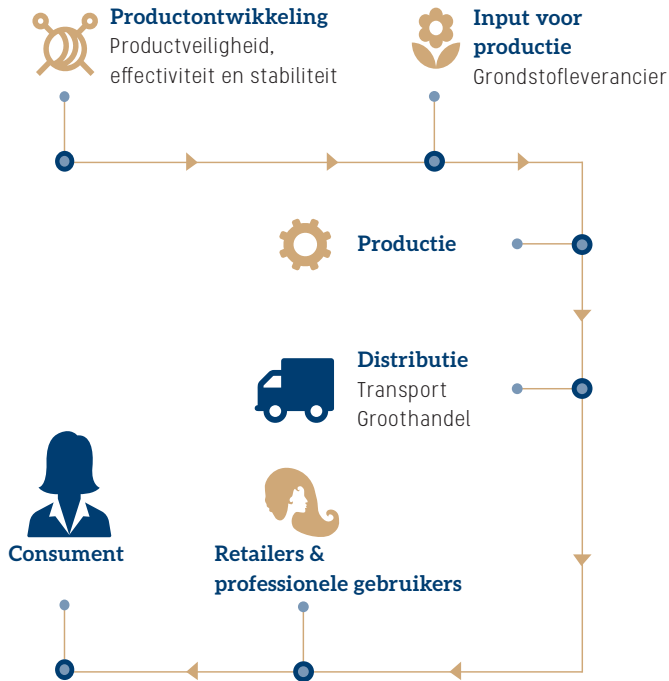 Productontwikkeling
Productveiligheid,
effectiviteit en stabiliteit
Input voor
productie
Grondstofleverancier
Productie
Distributie
Transport
Groothandel
Consument
Retailers &
professionele gebruikers